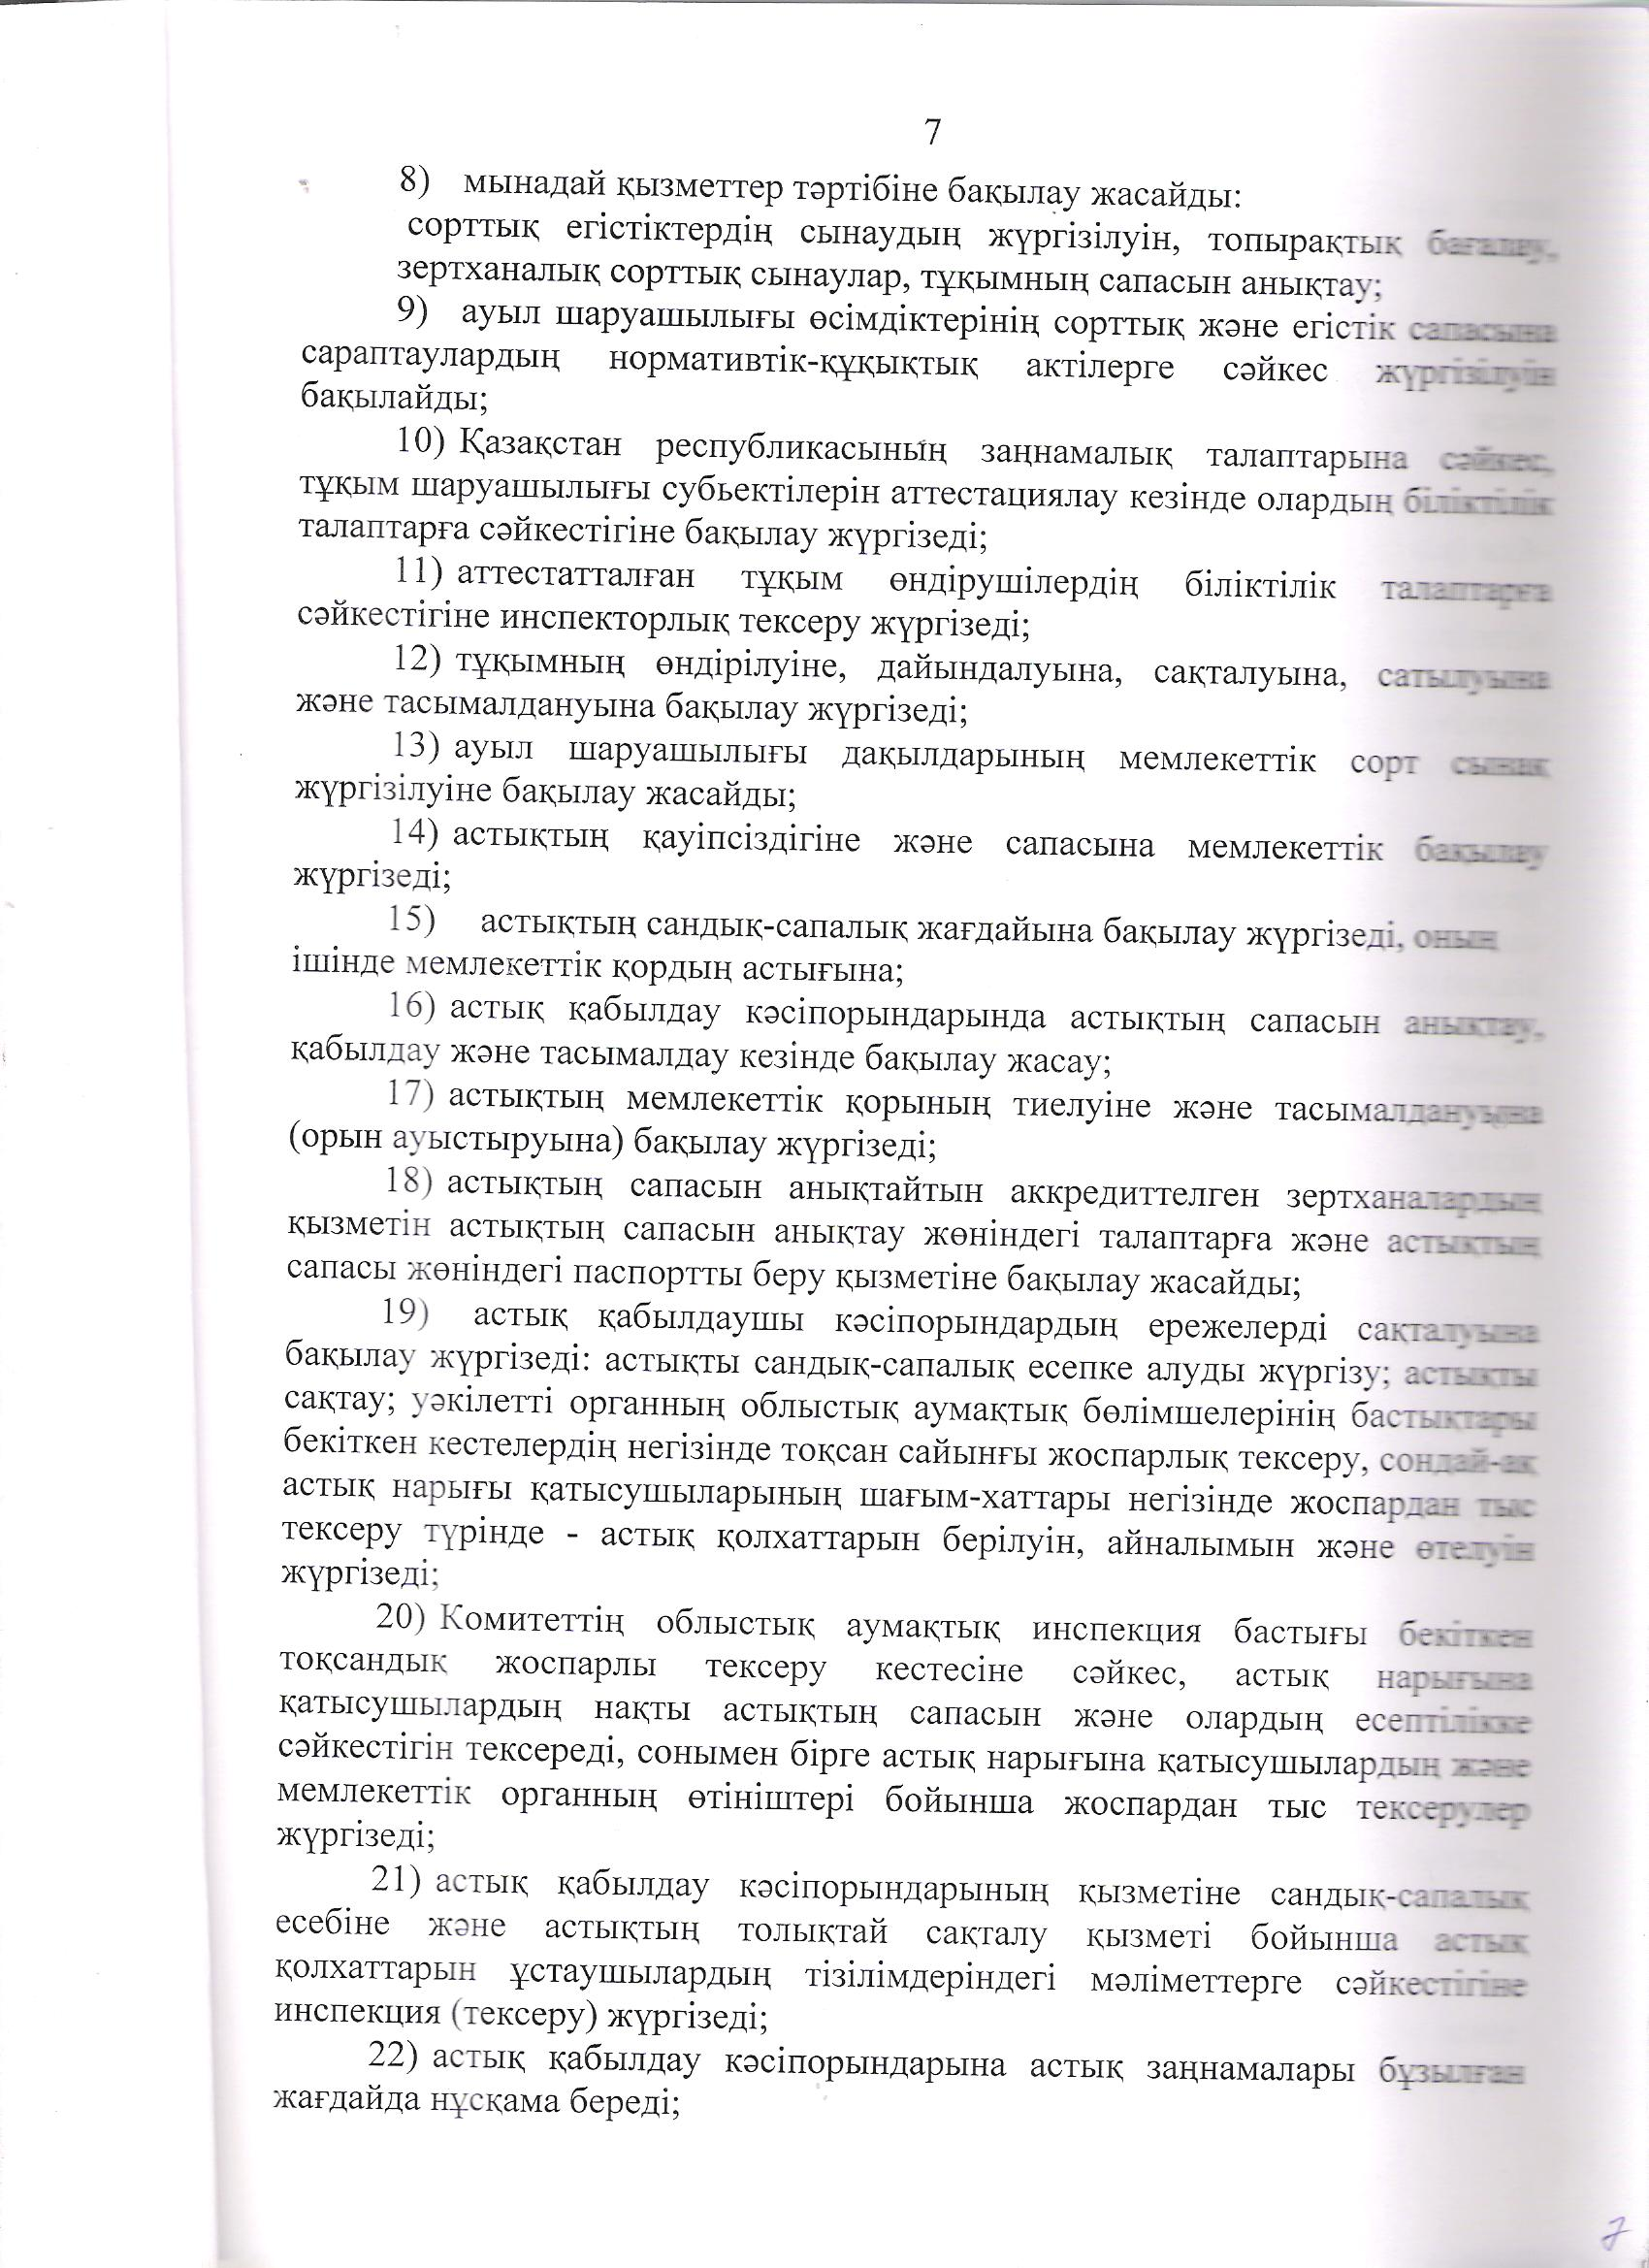 7
8) мынадай қызметтер тәртібіне бақылау жасайды:
сорттық егістіктердің сынаудың жүргізілуін, топырақтық бағалау,
зертханалық сорттық сынаулар, тұқымның сапасын анықтау;
9) ауыл шаруашылығы өсімдіктерінің сорттық және егістік сапасына
сараптаулардың нормативтік-құқықтық актілерге сәйкес жүргізілуін
бақылайды;
10) Қазақстан республикасының заңнамалық талаптарына сәйкес,
тұқым шаруашылығы субьектілерін аттестациялау кезінде олардың біліктілік
талаптарға сәйкестігіне бақылау жүргізеді;
11) аттестатталған тұқым өндірушілердің біліктілік талаптарға
сәйкестігіне инспекторлық тексеру жүргізеді;
12) тұқымның өндірілуіне, дайындалуына, сақталуына, сатылуына
және тасымалдануына бақылау жүргізеді;
13) ауыл шаруашылығы дақылдарының мемлекеттік сорт сынақ
жүргізілуіне бақылау жасайды;
14) астықтың қауіпсіздігіне және сапасына мемлекеттік бақылау
жүргізеді;
15) астықтың сандық-сапалық жағдайына бақылау жүргізеді, оның
ішінде мемлекеттік қордың астығына;
16) астық қабылдау кәсіпорындарында астықтың сапасын анықтау,
қабылдау және тасымалдау кезінде бақылау жасау;
17) астықтың мемлекеттік қорының тиелуіне және тасымалдануына
(орын ауыстыруына) бақылау жүргізеді;
18) астықтың сапасын анықтайтын аккредиттелген зертханалардың
қызметін астықтың сапасын анықтау жөніндегі талаптарға және астықтың
сапасы жөніндегі паспортты беру қызметіне бақылау жасайды;
19) астық қабылдаушы кәсіпорындардың ережелерді сақталуына
бақылау жүргізеді: астықты сандық-сапалық есепке алуды жүргізу; астықты
сақтау; уәкілетті органның облыстық аумақтық бөлімшелерінің бастықтары
бекіткен кестелердің негізінде тоқсан сайынғы жоспарлық тексеру, сондай-ақ
астық нарығы қатысушыларының шағым-хаттары негізінде жоспардан тыс
тексеру түрінде - астық қолхаттарын берілуін, айналымын және өтелуін
жүргізеді;
20) Комитеттің облыстық аумақтық инспекция бастығы бекіткен
тоқсандық жоспарлы тексеру кестесіне сәйкес, астық нарығына
қатысушылардың нақты астықтың сапасын және олардың есептілікке
сәйкестігін тексереді, сонымен бірге астық нарығына қатысушылардың және
мемлекеттік органның өтініштері бойынша жоспардан тыс тексерулер
жүргізеді;
21) астық қабылдау кәсіпорындарының қызметіне сандық-сапалық
есебіне және астықтың толықтай сақталу қызметі бойынша астық
қолхаттарын ұстаушылардың тізілімдеріндегі мәліметтерге сәйкестігіне
инспекция (тексеру) жүргізеді;
22) астық қабылдау кәсіпорындарына астық заңнамалары бұзылған
жағдайда нұсқама береді;
7